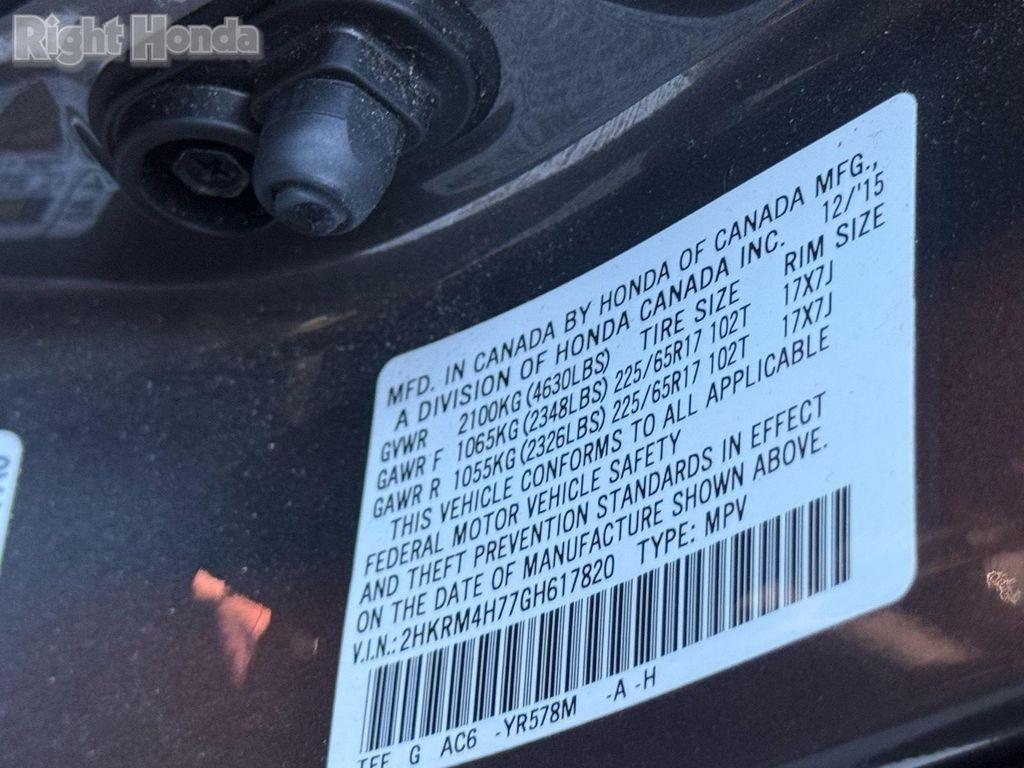 Right Honda
MFD. IN CANADA BY HONDA OF CANADA MFG.,
A DIVISION OF HONDA CANADA INC. 12/'15
GVWR 2100KG (4630LBS) TIRE SIZE RIM SIZE
GAWR F 1065KG (2348LBS) 225/65R17 102T 17X7J
GAWR R 1055KG (2326LBS) 225/65R17 102T 17X7J
THIS VEHICLE CONFORMS TO ALL APPLICABLE
FEDERAL MOTOR VEHICLE SAFETY
AND THEFT PREVENTION STANDARDS IN EFFECT
ON THE DATE OF MANUFACTURE SHOWN ABOVE.
V.I.N.: 2HKRM4H77GH617820 TYPE: MPV
G AC6 -YR578M -A -H